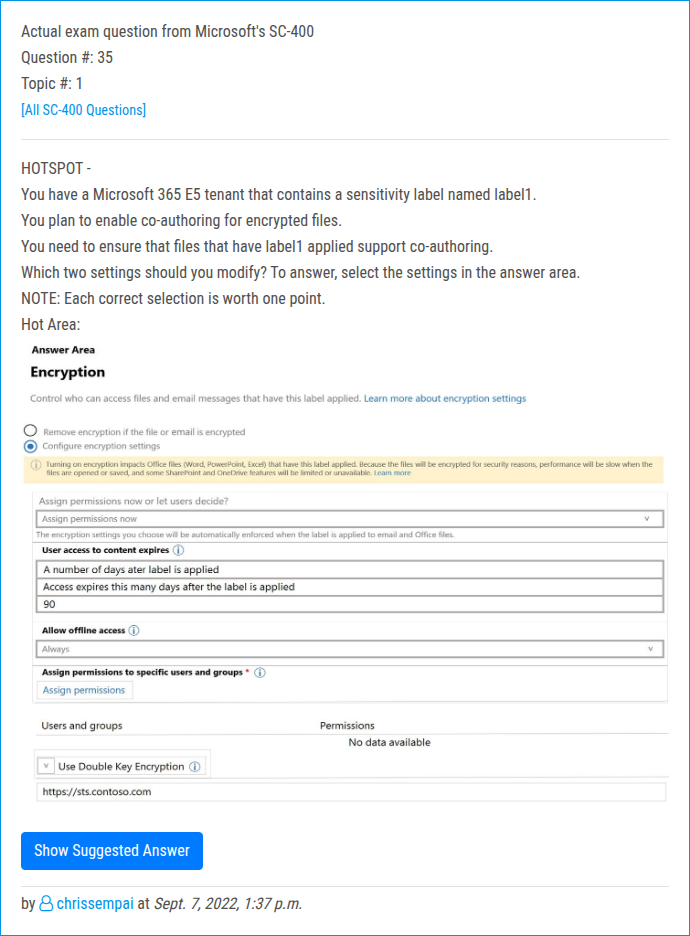 Actual exam question from Microsoft's SC-400
Question #: 35
Topic #: 1
[All SC-400 Questions]
HOTSPOT -
You have a Microsoft 365 E5 tenant that contains a sensitivity label named label1.
You plan to enable co-authoring for encrypted files.
You need to ensure that files that have label1 applied support co-authoring.
Which two settings should you modify? To answer, select the settings in the answer area.
NOTE: Each correct selection is worth one point.
Hot Area:
Answer Area
Encryption
Control who can access files and email messages that have this label applied. Learn more about encryption settings
Remove encryption if the file or email is encrypted
Configure encryption settings
Turning on encryption impacts Office files (Word, PowerPoint, Excel) that have this label applied. Because the files will be encrypted for security reasons, performance will be slow when the
files are opened or saved, and some SharePoint and OneDrive features will be limited or unavailable. Learn more
Assign permissions now or let users decide?
Assign permissions now
The encryption settings you choose will be automatically enforced when the label is applied to email and Office files.
User access to content expires
A number of days ater label is applied
Access expires this many days after the label is applied
90
Allow offline access
Always
Assign permissions to specific users and groups *
Assign permissions
Users and groups Permissions
No data available
Use Double Key Encryption
https://sts.contoso.com
Show Suggested Answer
by chrissempai at Sept. 7, 2022, 1:37 p.m.